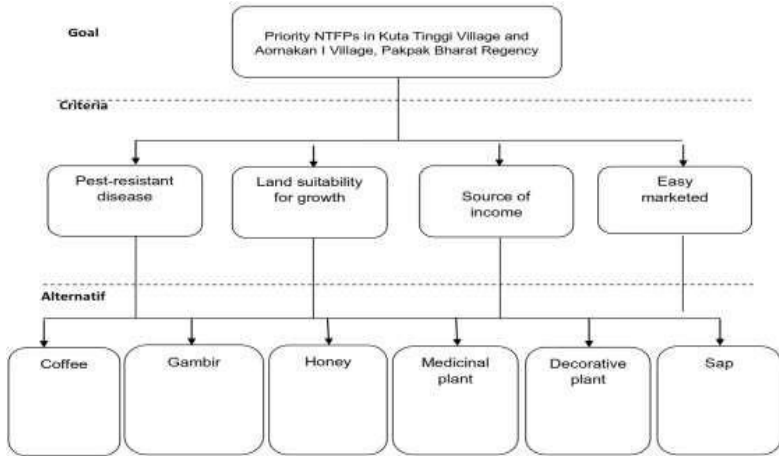 Goal
Priority NTFPs in Kuta Tinggi Village and
Aornakan I Village, Pakpak Bharat Regency
Criteria
Pest-resistant
disease
Land suitability
for growth
Source of
income
Easy
marketed
Alternatif
Coffee
Gambir
Honey
Medicinal
plant
Decorative
plant
Sap